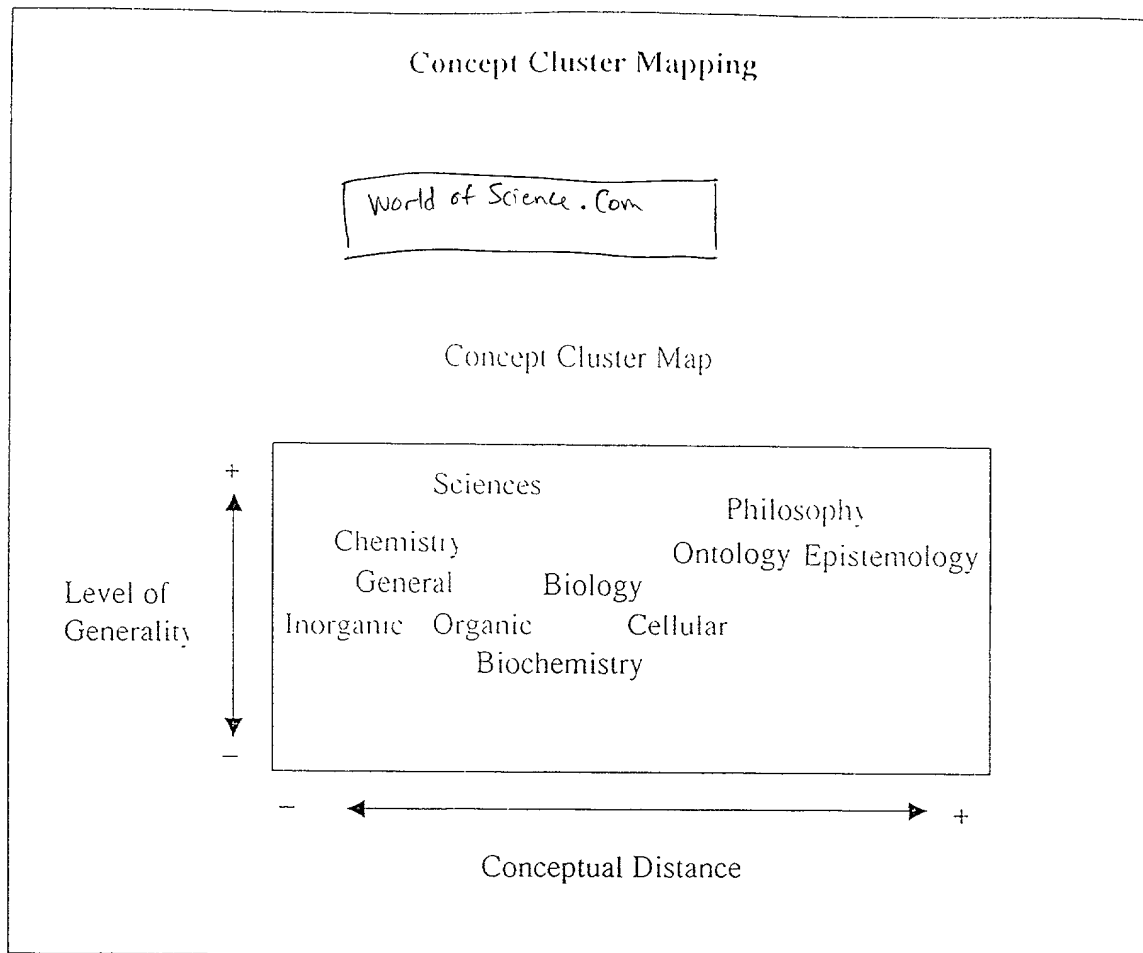 Concept Cluster Mapping
World of Science.Com
Concept Cluster Map
+
Sciences
Philosophy
Chemistry
Ontology Epistemology
General Biology
Level of
Generality
Inorganic Organic Cellular
Biochemistry
–
– +
Conceptual Distance